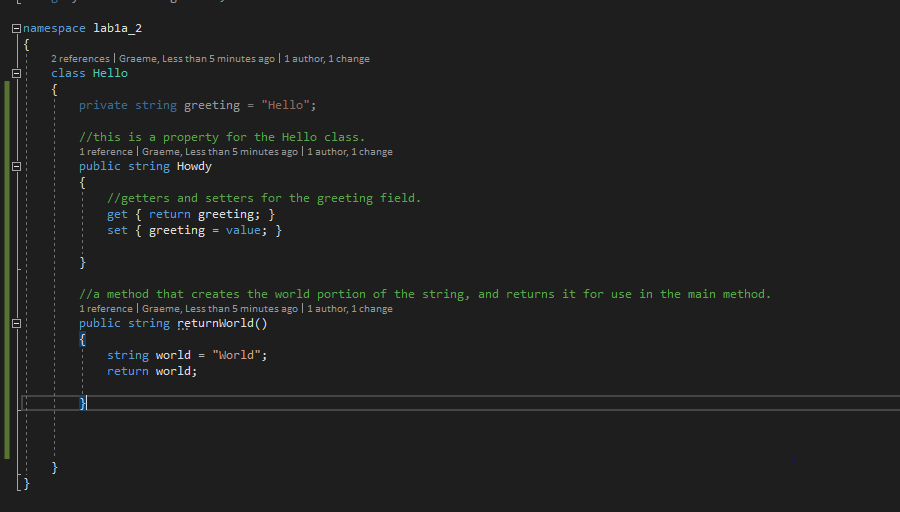 namespace lab1a_2
{
2 references | Graeme, Less than 5 minutes ago | 1 author, 1 change
class Hello
{
private string greeting = "Hello";
//this is a property for the Hello class.
1 reference | Graeme, Less than 5 minutes ago | 1 author, 1 change
public string Howdy
{
//getters and setters for the greeting field.
get { return greeting; }
set { greeting = value; }
}
//a method that creates the world portion of the string, and returns it for use in the main method.
1 reference | Graeme, Less than 5 minutes ago | 1 author, 1 change
public string returnWorld()
{
string world = "World";
return world;
}
}
}